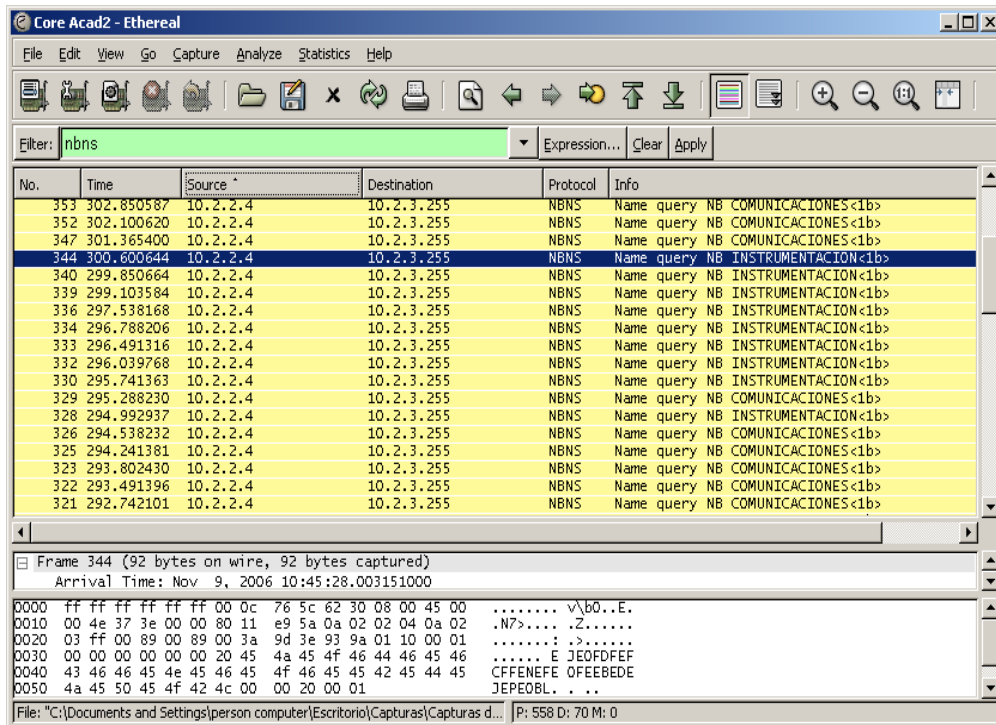 Core Acad2 - Ethereal
File Edit View Go Capture Analyze Statistics Help
Filter: nbns Expression... Clear Apply
No. Time Source Destination Protocol Info
353 302.850587 10.2.2.4 10.2.3.255 NBNS Name query NB COMUNICACIONES<1b>
352 302.100620 10.2.2.4 10.2.3.255 NBNS Name query NB COMUNICACIONES<1b>
347 301.365400 10.2.2.4 10.2.3.255 NBNS Name query NB COMUNICACIONES<1b>
344 300.600644 10.2.2.4 10.2.3.255 NBNS Name query NB INSTRUMENTACION<1b>
340 299.850664 10.2.2.4 10.2.3.255 NBNS Name query NB INSTRUMENTACION<1b>
339 299.103584 10.2.2.4 10.2.3.255 NBNS Name query NB INSTRUMENTACION<1b>
336 297.538168 10.2.2.4 10.2.3.255 NBNS Name query NB INSTRUMENTACION<1b>
334 296.788206 10.2.2.4 10.2.3.255 NBNS Name query NB INSTRUMENTACION<1b>
333 296.491316 10.2.2.4 10.2.3.255 NBNS Name query NB INSTRUMENTACION<1b>
332 296.039768 10.2.2.4 10.2.3.255 NBNS Name query NB INSTRUMENTACION<1b>
330 295.741363 10.2.2.4 10.2.3.255 NBNS Name query NB INSTRUMENTACION<1b>
329 295.288230 10.2.2.4 10.2.3.255 NBNS Name query NB COMUNICACIONES<1b>
328 294.992937 10.2.2.4 10.2.3.255 NBNS Name query NB INSTRUMENTACION<1b>
326 294.538232 10.2.2.4 10.2.3.255 NBNS Name query NB COMUNICACIONES<1b>
325 294.241381 10.2.2.4 10.2.3.255 NBNS Name query NB COMUNICACIONES<1b>
323 293.802430 10.2.2.4 10.2.3.255 NBNS Name query NB COMUNICACIONES<1b>
322 293.491396 10.2.2.4 10.2.3.255 NBNS Name query NB COMUNICACIONES<1b>
321 292.742101 10.2.2.4 10.2.3.255 NBNS Name query NB COMUNICACIONES<1b>
Frame 344 (92 bytes on wire, 92 bytes captured)
Arrival Time: Nov 9, 2006 10:45:28.003151000
0000 ff ff ff ff ff ff 00 0c 76 5c 62 30 08 00 45 00 ........ v\b0..E.
0010 00 4e 37 3e 00 00 80 11 e9 5a 0a 02 02 04 0a 02 .N7>.... .Z......
0020 03 ff 00 89 00 89 00 3a 9d 3e 93 9a 01 10 00 01 .......: .>......
0030 00 00 00 00 00 00 20 45 4a 45 4f 46 44 46 45 46 ...... E JEOFDFEF
0040 43 46 46 45 4e 45 46 45 4f 46 45 45 42 45 44 45 CFFENEFE OFEEBEDE
0050 4a 45 50 45 4f 42 4c 00 00 20 00 01 JEPEOBL. . ..
File: "C:\Documents and Settings\person computer\Escritorio\Capturas\Capturas d... P: 558 D: 70 M: 0